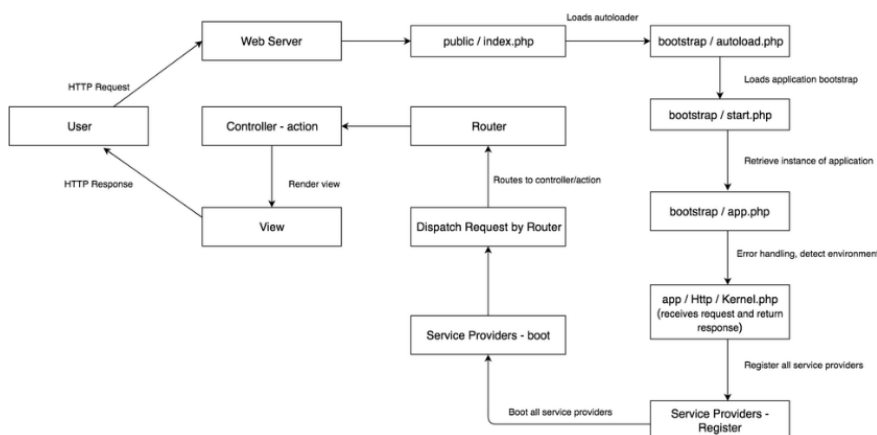 Loads autoloader
Web Server
public / index.php
bootstrap / autoload.php
HTTP Request
Loads application bootstrap
User
Controller - action
Router
bootstrap / start.php
HTTP Response
Render view
Routes to controller/action
Retrieve instance of application
View
Dispatch Request by Router
bootstrap / app.php
Error handling, detect environment
app / Http / Kernel.php
(receives request and return
response)
Service Providers - boot
Register all service providers
Boot all service providers
Service Providers -
Register